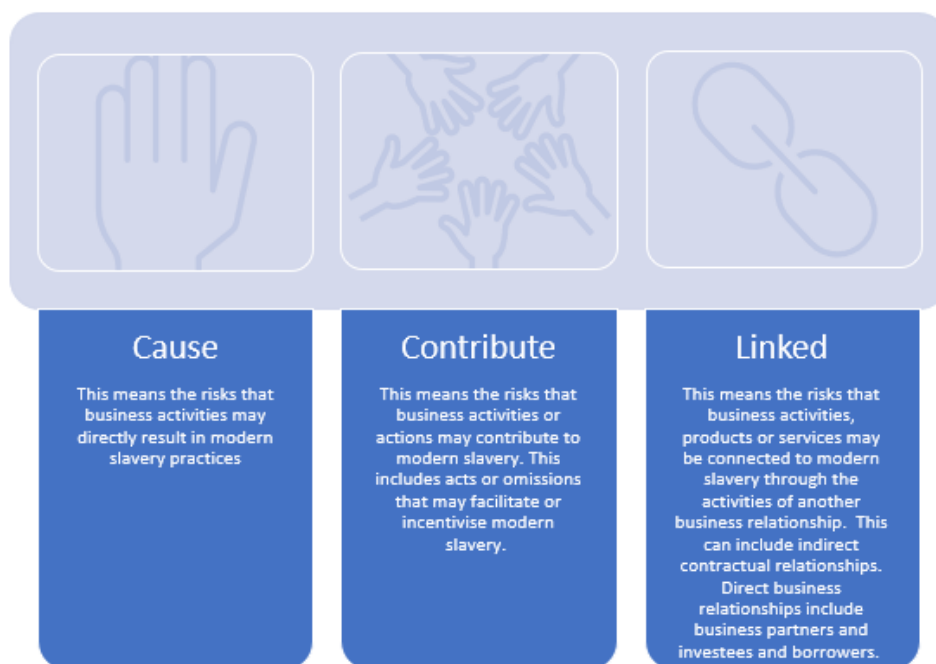 Cause
This means the risks that
business activities may
directly result in modern
slavery practices
Contribute
This means the risks that
business activities or
actions may contribute to
modern slavery. This
includes acts or omissions
that may facilitate or
incentivise modern
slavery.
Linked
This means the risks that
business activities,
products or services may
be connected to modern
slavery through the
activities of another
business relationship.  This
can include indirect
contractual relationships.
Direct business
relationships include
business partners and
investees and borrowers.